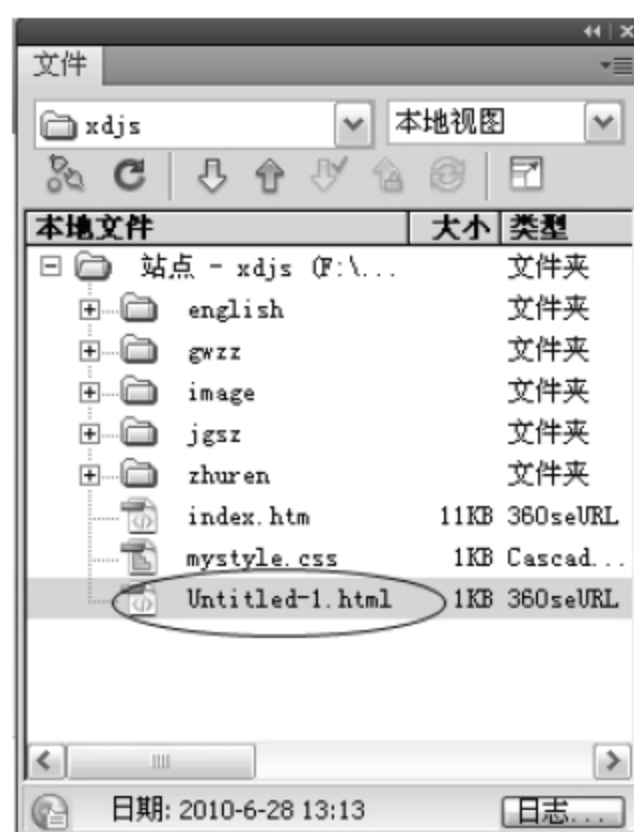 文件
xdjs 本地视图
本地文件 大小 类型
站点 - xdjs (F:\... 文件夹
english 文件夹
gwzz 文件夹
image 文件夹
jgsz 文件夹
zhuren 文件夹
index.htm 11KB 360seURL
mystyle.css 1KB Cascad...
Untitled-1.html 1KB 360seURL
日期: 2010-6-28 13:13 日志...